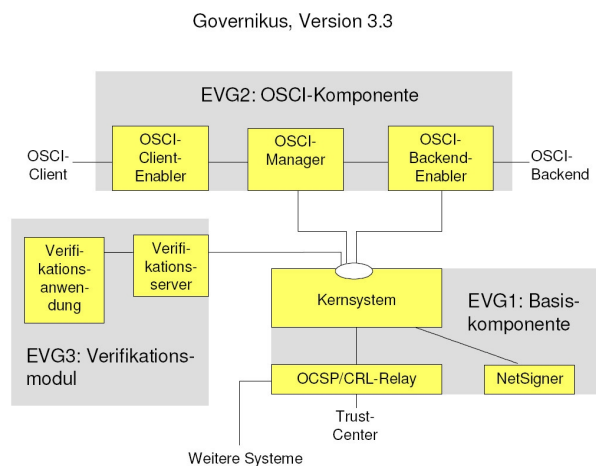 Governikus, Version 3.3
EVG2: OSCI-Komponente
OSCI-
Client
OSCI-
Client-
Enabler
OSCI-
Manager
OSCI-
Backend-
Enabler
OSCI-
Backend
Verifi-
kations-
anwen-
dung
Verifi-
kations-
server
EVG3: Verifikations-
modul
Kernsystem
EVG1: Basis-
komponente
OCSP/CRL-Relay
NetSigner
Trust-
Center
Weitere Systeme